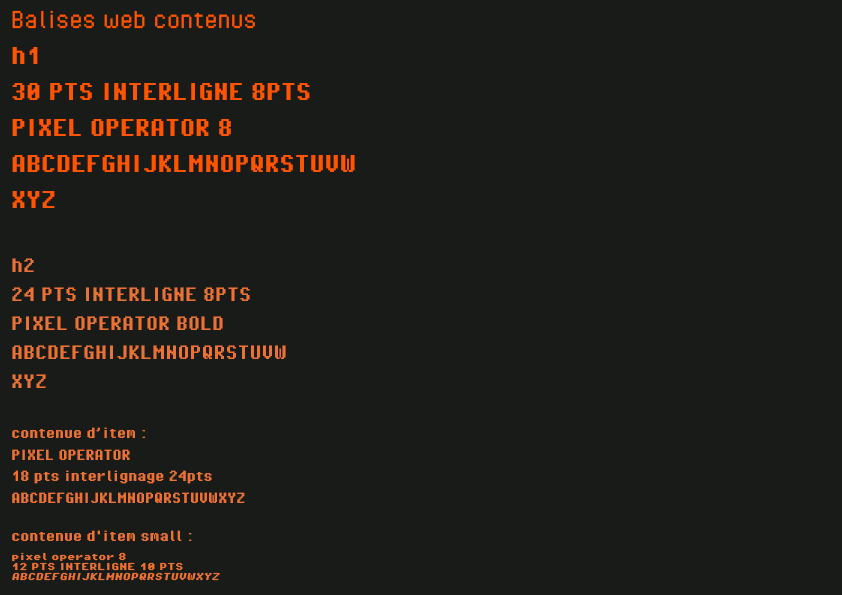 Balises web contenus
h1
30 PTS INTERLIGNE 8PTS
PIXEL OPERATOR 8
ABCDEFGHIJKLMNOPQRSTUVW
XYZ
h2
24 PTS INTERLIGNE 8PTS
PIXEL OPERATOR BOLD
ABCDEFGHIJKLMNOPQRSTUVW
XYZ
contenue d'item :
PIXEL OPERATOR
18 pts interlignage 24pts
ABCDEFGHIJKLMNOPQRSTUVWXYZ
contenue d'item small :
pixel operator 8
12 PTS INTERLIGNE 10 PTS
ABCDEFGHIJKLMNOPQRSTUVWXYZ